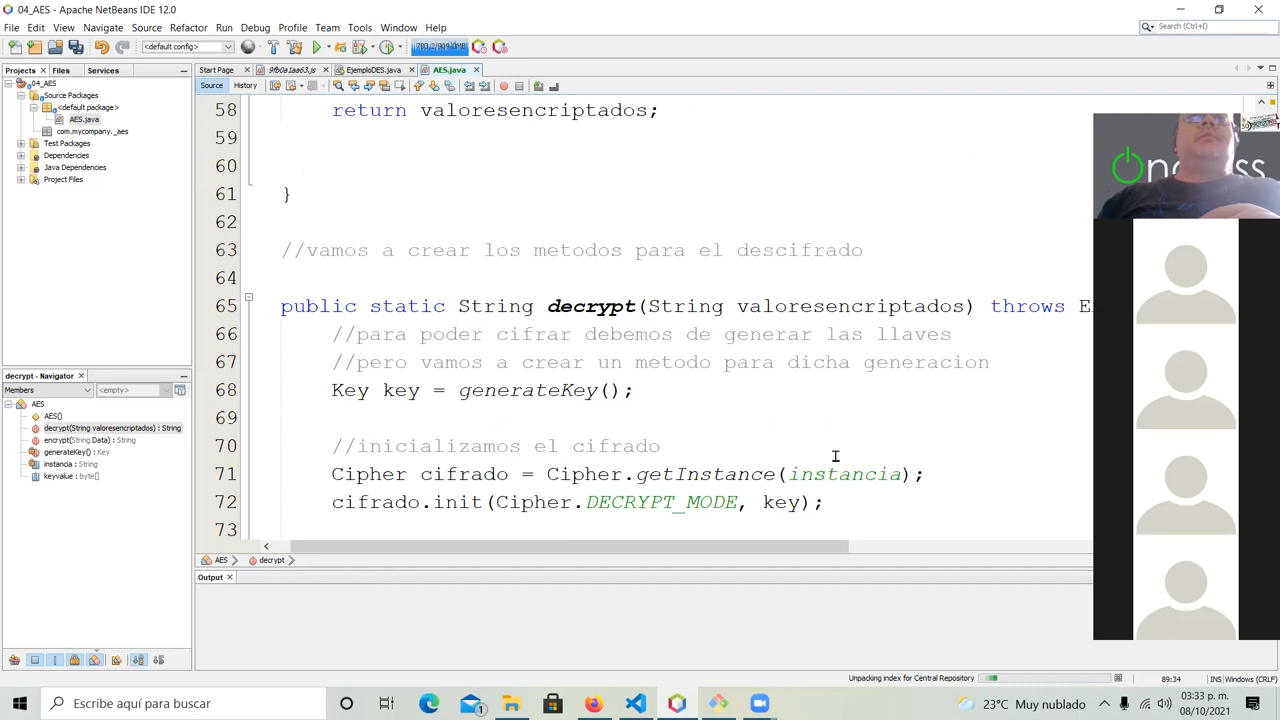 04_AES - Apache NetBeans IDE 12.0
File Edit View Navigate Source Refactor Run Debug Profile Team Tools Window Help
Search (Ctrl+I)
<default config>
Projects Files Services
Start Page 9fb0a1aa63.js EjemploDES.java AES.java
Source History
04_AES
Source Packages
<default package>
AES.java
com.mycompany._aes
Test Packages
Dependencies
Java Dependencies
Project Files
58 return valoresencriptados;
59
60
61 }
62
63 //vamos a crear los metodos para el descifrado
64
65 public static String decrypt(String valoresencriptados) throws E
66 //para poder cifrar debemos de generar las llaves
67 //pero vamos a crear un metodo para dicha generacion
68 Key key = generateKey();
69
70 //inicializamos el cifrado
71 Cipher cifrado = Cipher.getInstance(instancia);
72 cifrado.init(Cipher.DECRYPT_MODE, key);
73
decrypt - Navigator
Members <empty>
AES
AES()
decrypt(String valoresencriptados) : String
encrypt(String Data) : String
generateKey() : Key
instancia : String
keyvalue : byte[]
AES decrypt
Output
Unpacking index for Central Repository
89:34 INS Windows (CRLF)
Escribe aquí para buscar
23°C Muy nublado
03:33 p. m.
08/10/2021